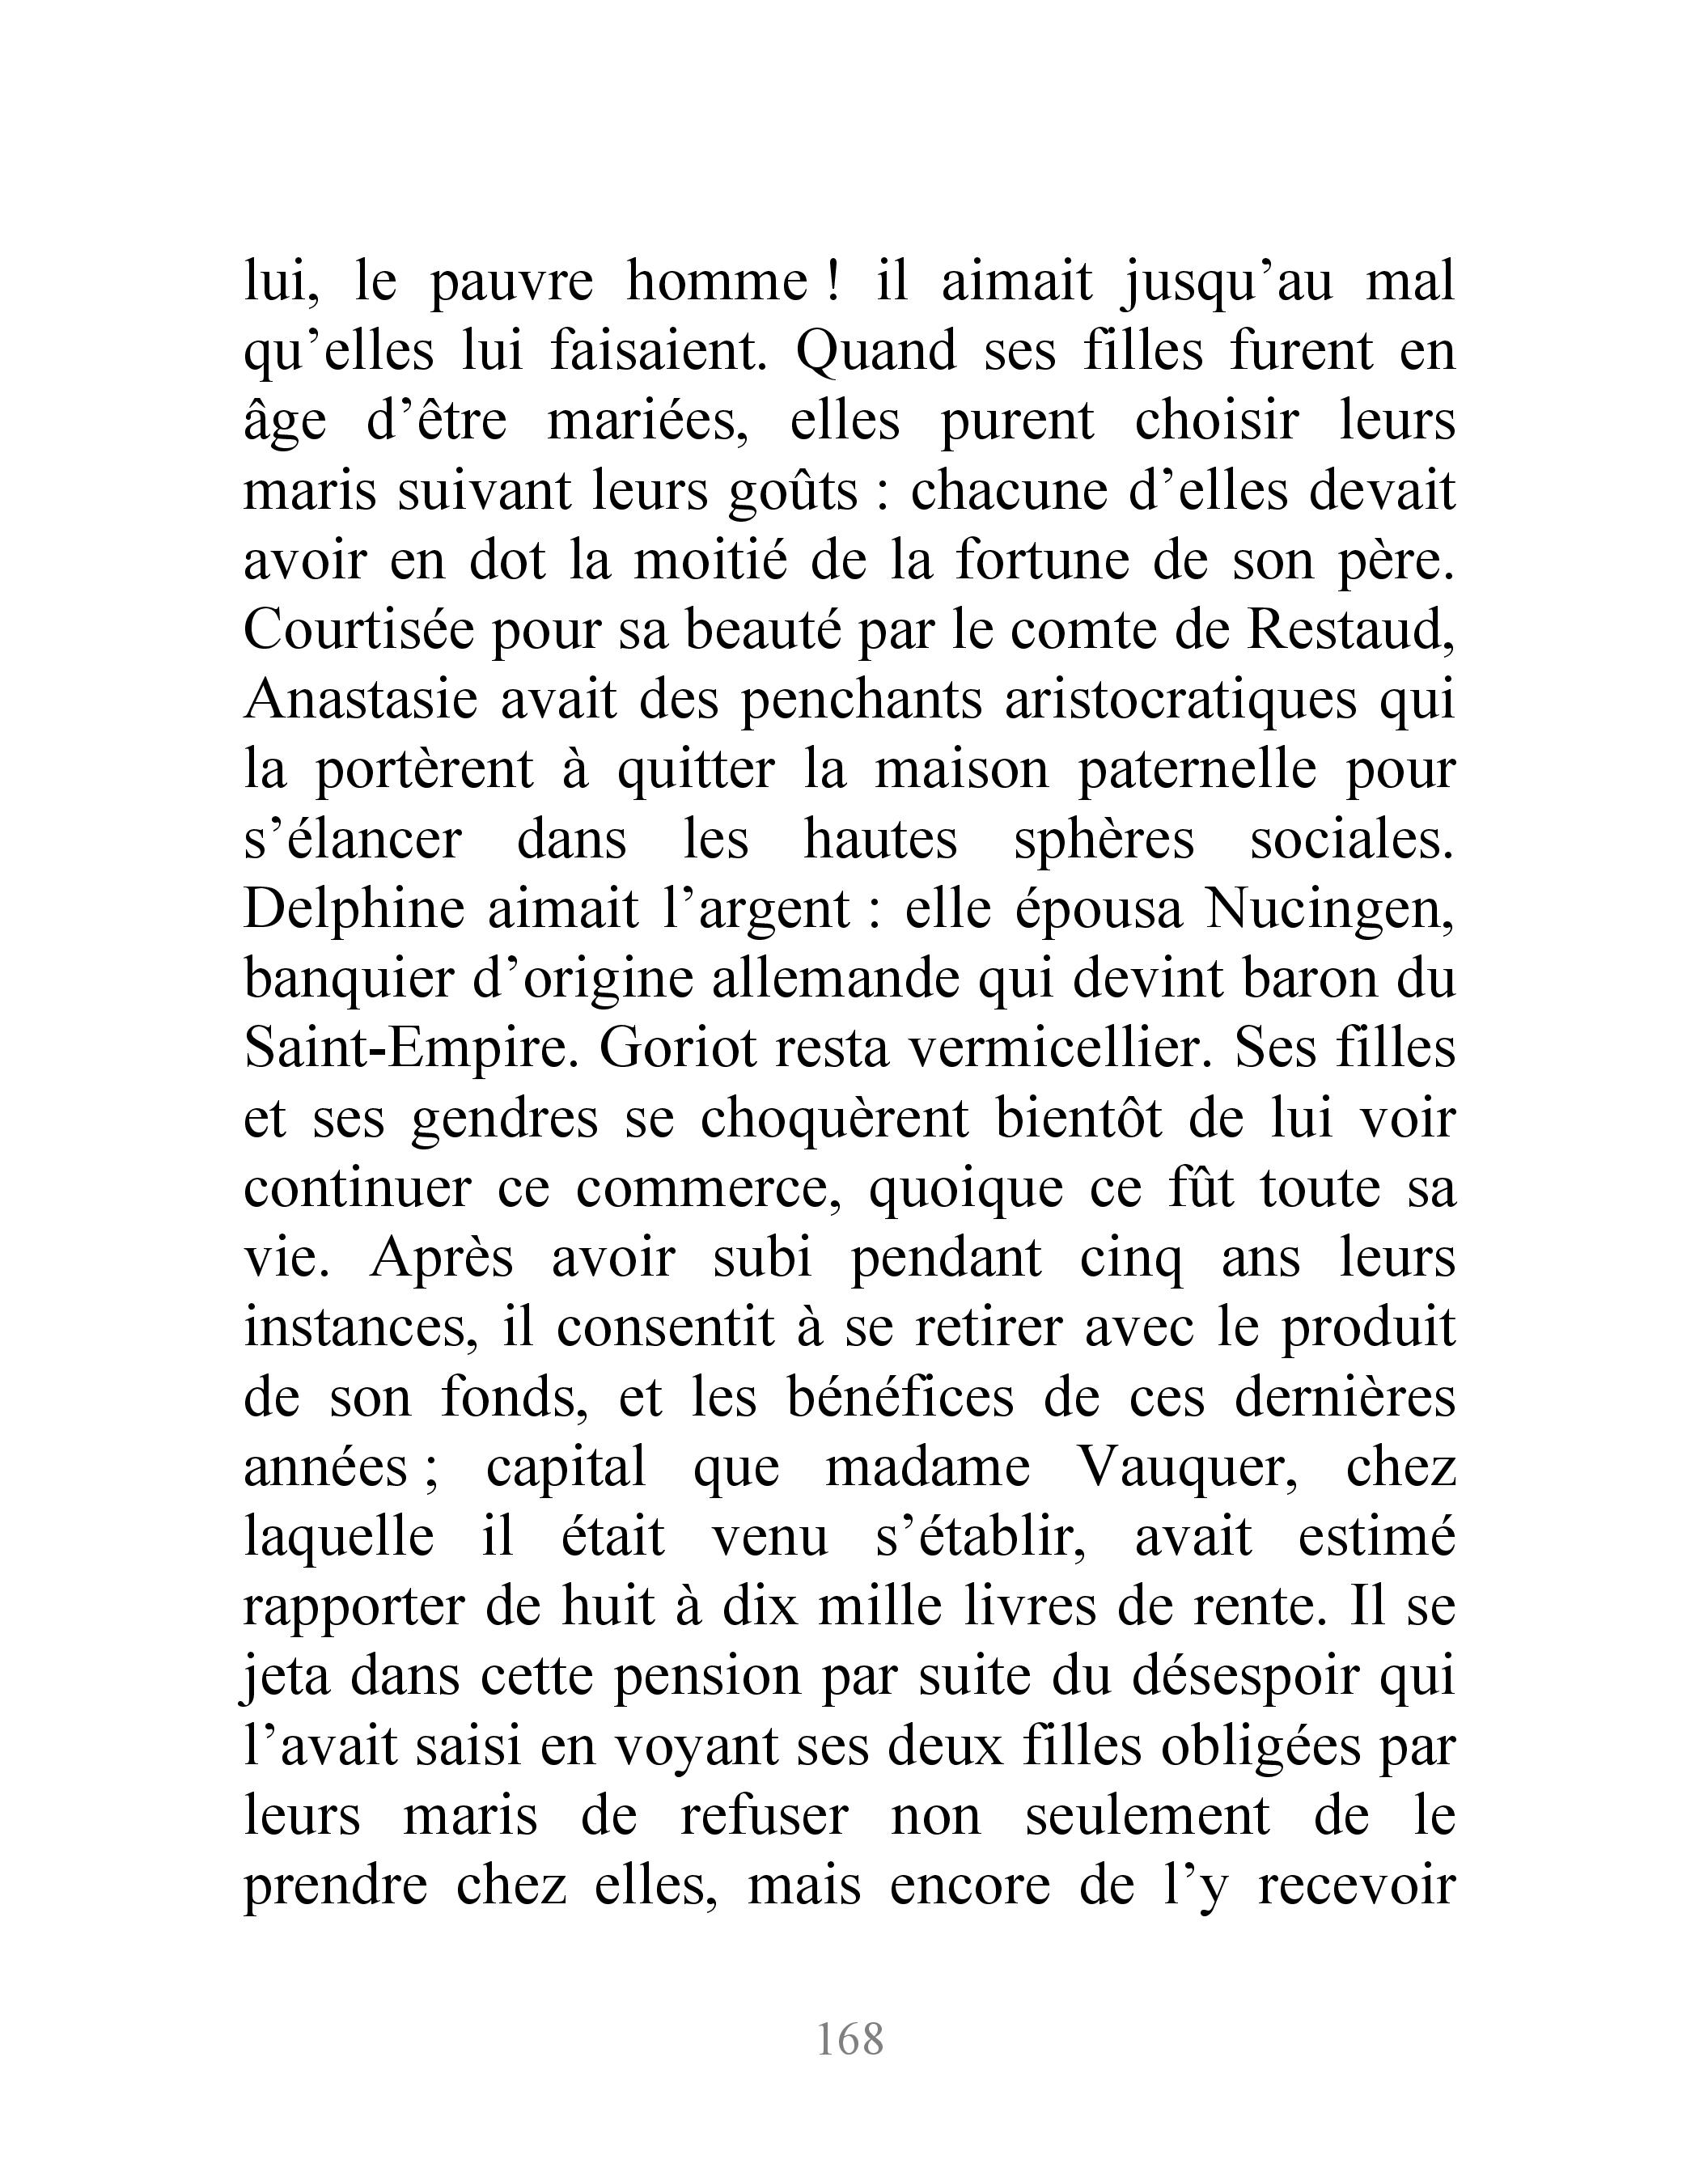 lui, le pauvre homme ! il aimait jusqu’au mal
qu’elles lui faisaient. Quand ses filles furent en
âge d’être mariées, elles purent choisir leurs
maris suivant leurs goûts : chacune d’elles devait
avoir en dot la moitié de la fortune de son père.
Courtisée pour sa beauté par le comte de Restaud,
Anastasie avait des penchants aristocratiques qui
la portèrent à quitter la maison paternelle pour
s’élancer dans les hautes sphères sociales.
Delphine aimait l’argent : elle épousa Nucingen,
banquier d’origine allemande qui devint baron du
Saint-Empire. Goriot resta vermicellier. Ses filles
et ses gendres se choquèrent bientôt de lui voir
continuer ce commerce, quoique ce fût toute sa
vie. Après avoir subi pendant cinq ans leurs
instances, il consentit à se retirer avec le produit
de son fonds, et les bénéfices de ces dernières
années ; capital que madame Vauquer, chez
laquelle il était venu s’établir, avait estimé
rapporter de huit à dix mille livres de rente. Il se
jeta dans cette pension par suite du désespoir qui
l’avait saisi en voyant ses deux filles obligées par
leurs maris de refuser non seulement de le
prendre chez elles, mais encore de l’y recevoir
168